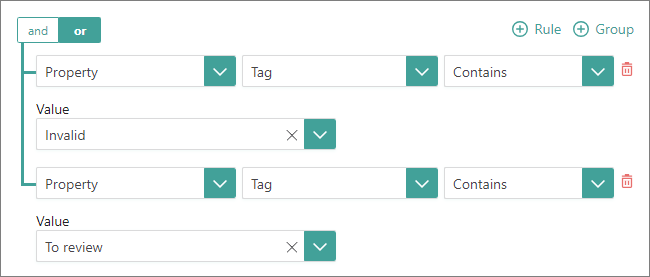 and or Rule Group
Property Tag Contains
Value
Invalid
Property Tag Contains
Value
To review